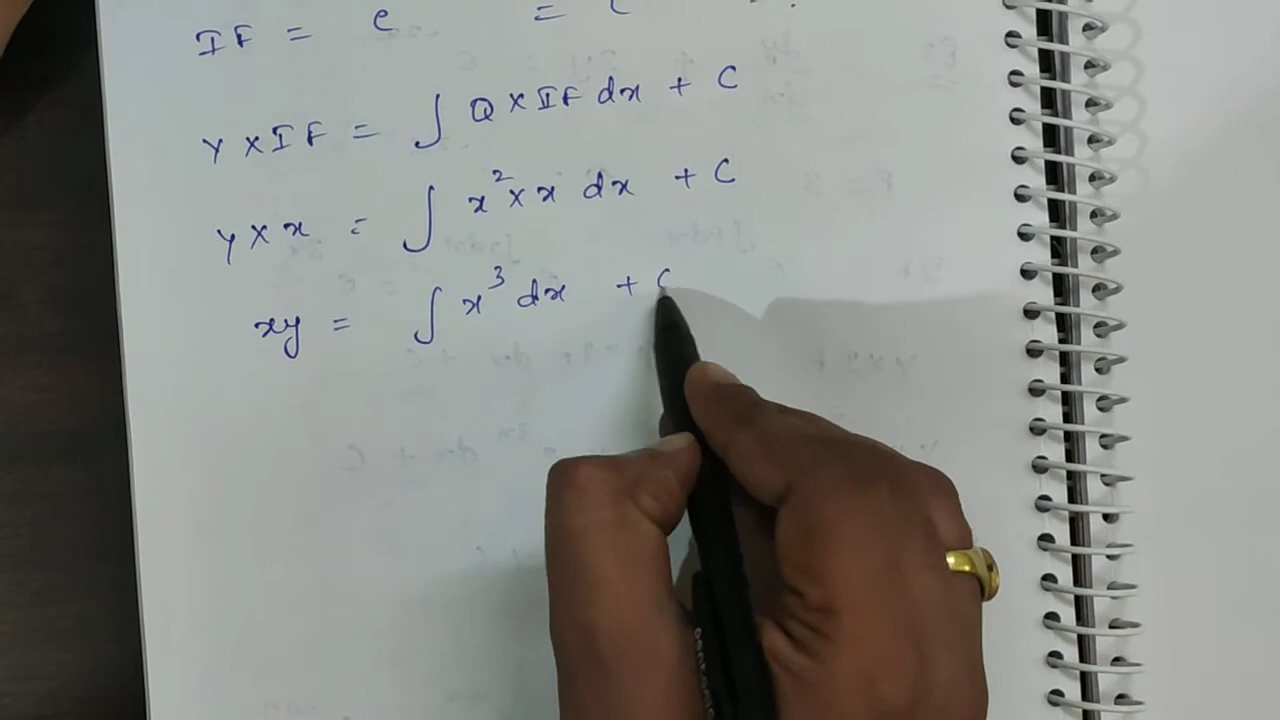 IF = e =
y × IF = ∫ Q × IF dx + C
y × x = ∫ x² × x dx + C
xy = ∫ x³ dx + C